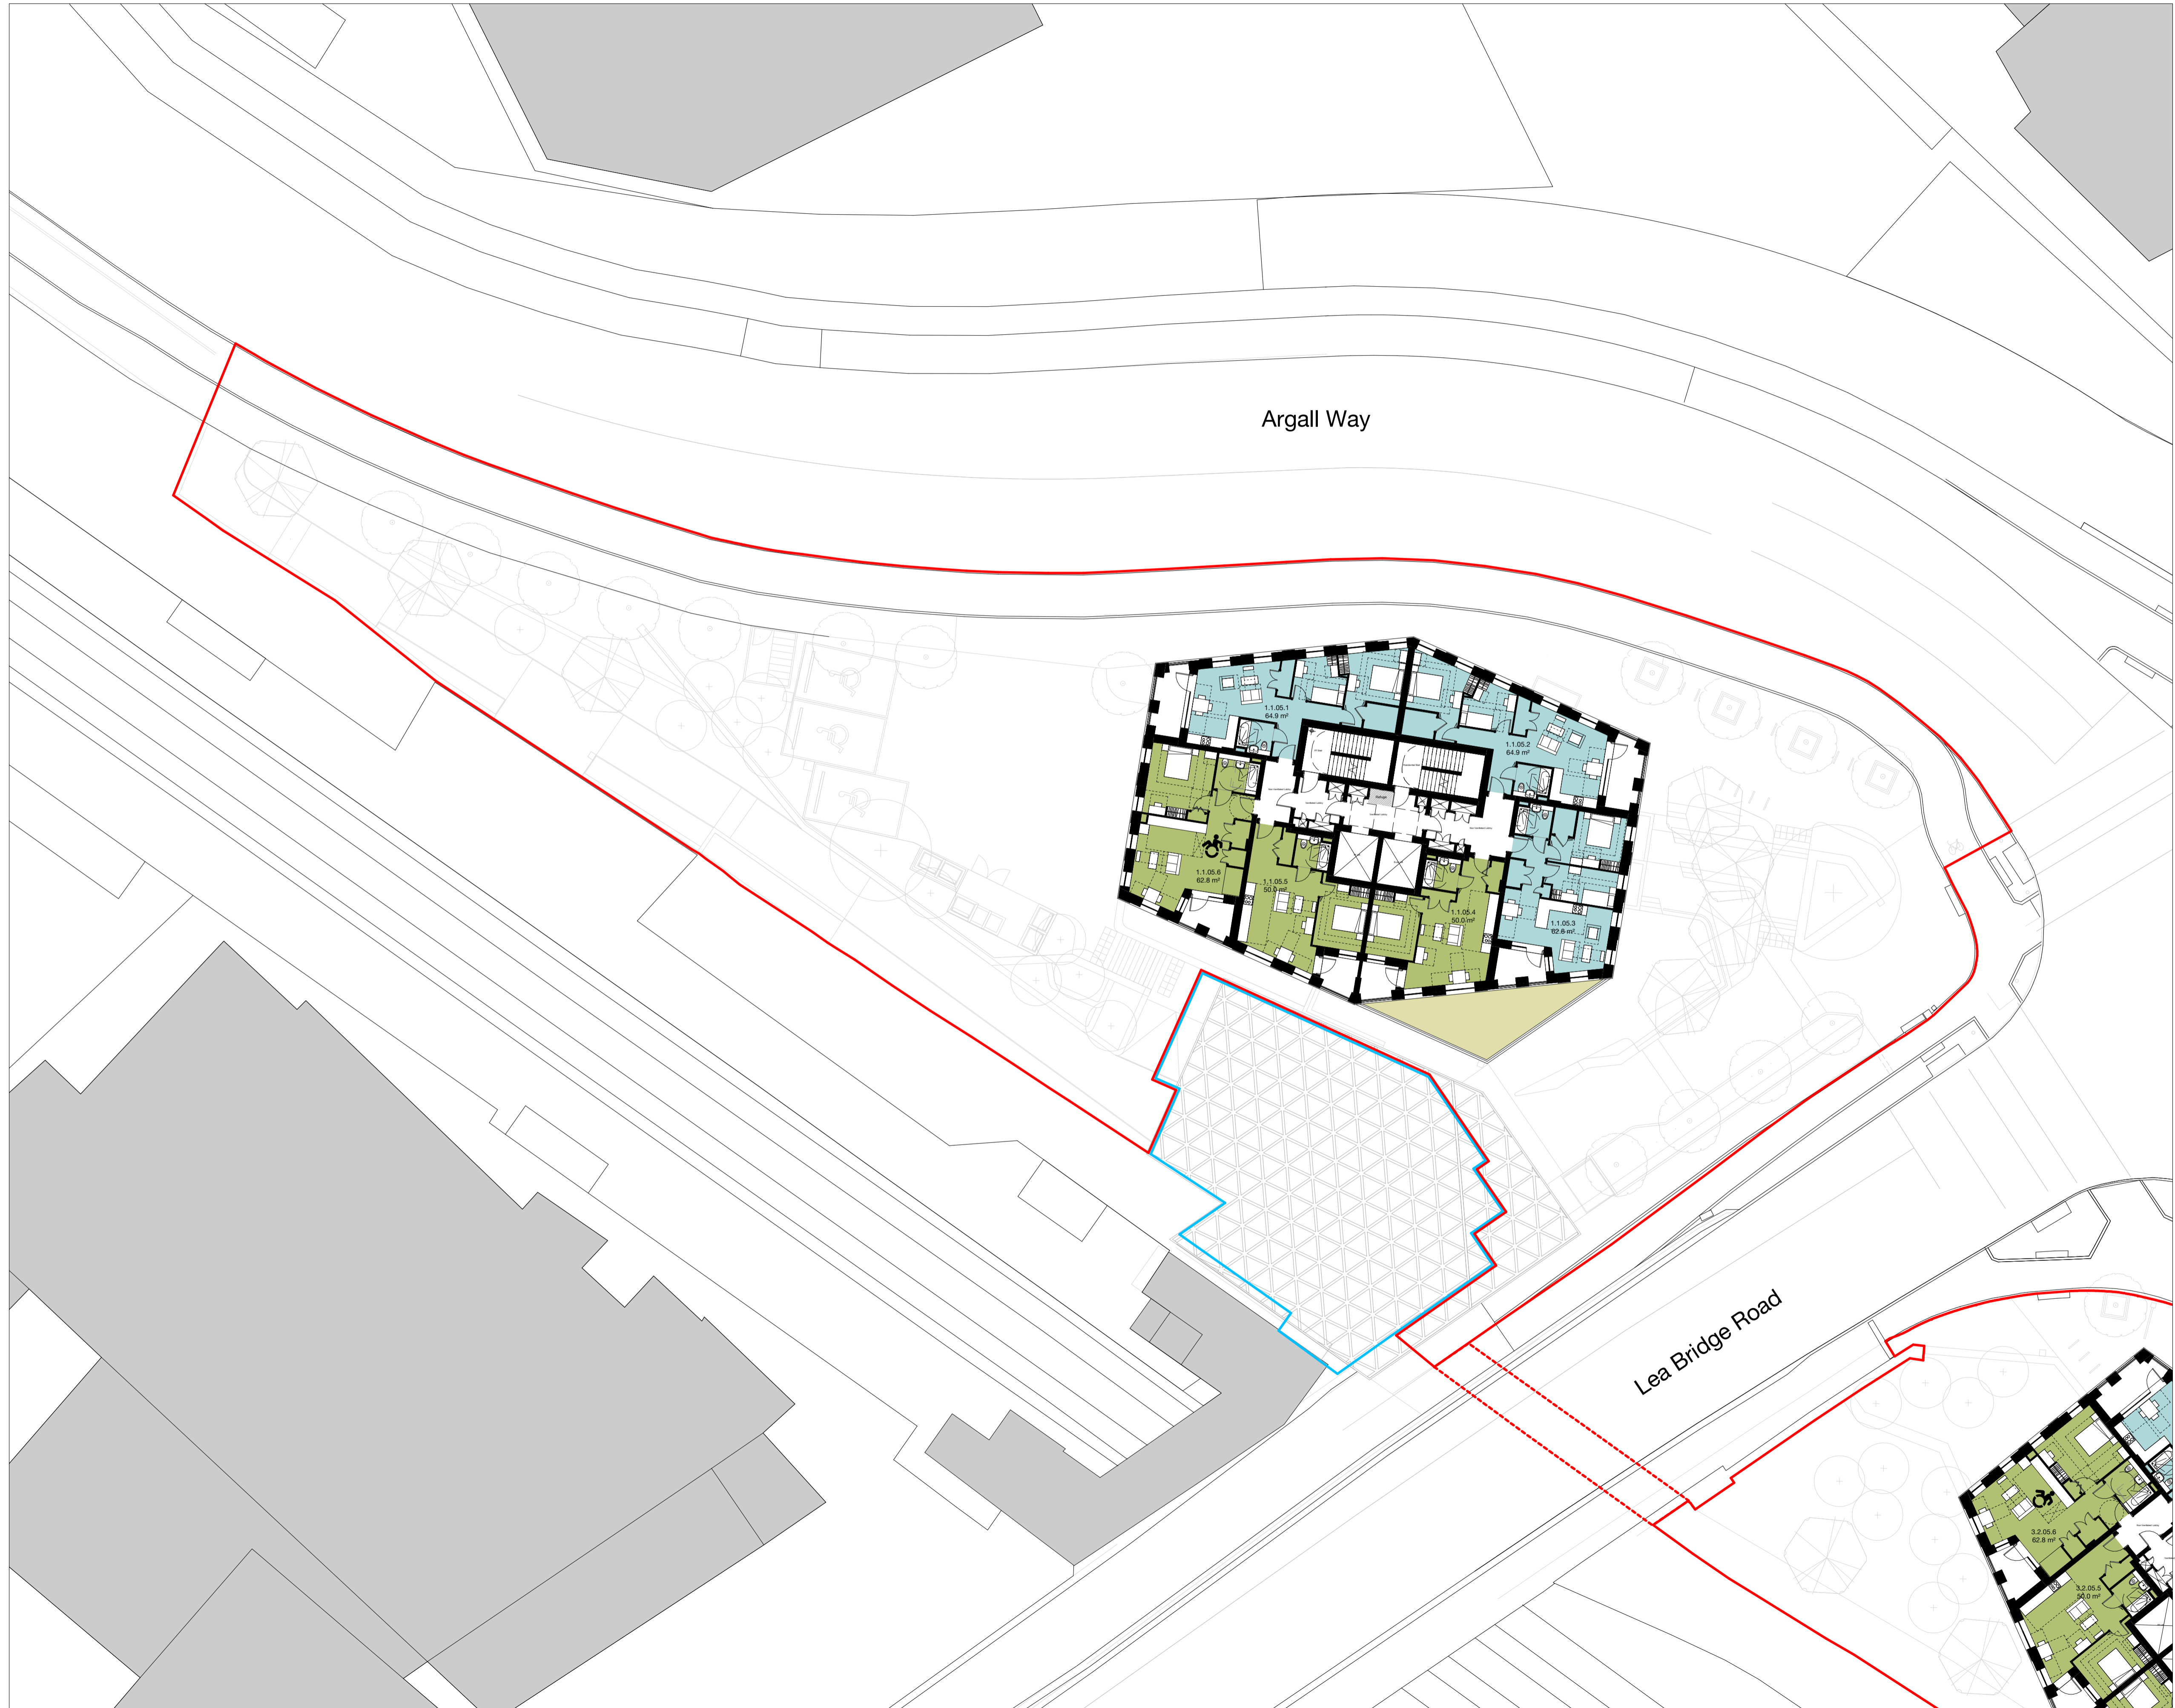 Argall Way
1.1.05.1
64.9 m²
1.1.05.2
64.9 m²
1.1.05.6
62.8 m²
1.1.05.5
50.0 m²
1.1.05.4
50.0 m²
1.1.05.3
62.8 m²
Lea Bridge Road
3.2.05.6
62.8 m²
3.2.05.5
50.0 m²